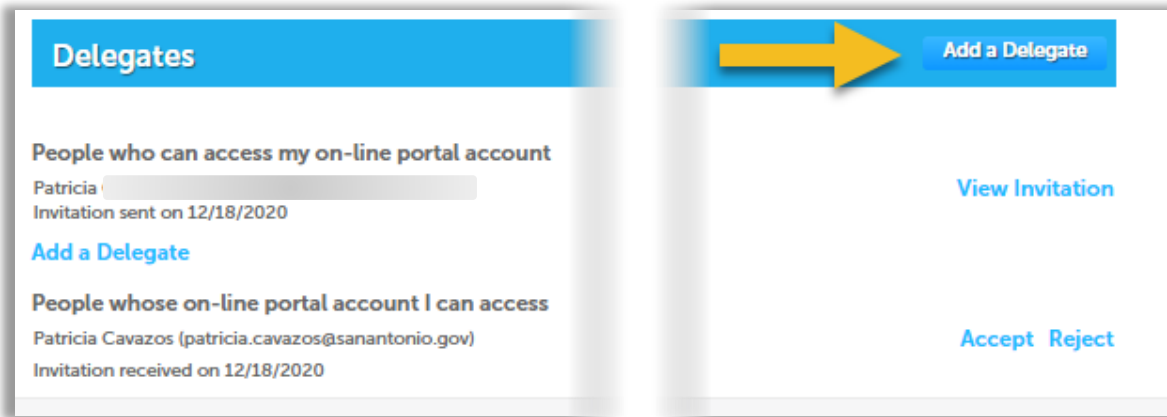 Delegates
Add a Delegate
People who can access my on-line portal account
Patricia
View Invitation
Invitation sent on 12/18/2020
Add a Delegate
People whose on-line portal account I can access
Patricia Cavazos (patricia.cavazos@sanantonio.gov)
Accept Reject
Invitation received on 12/18/2020